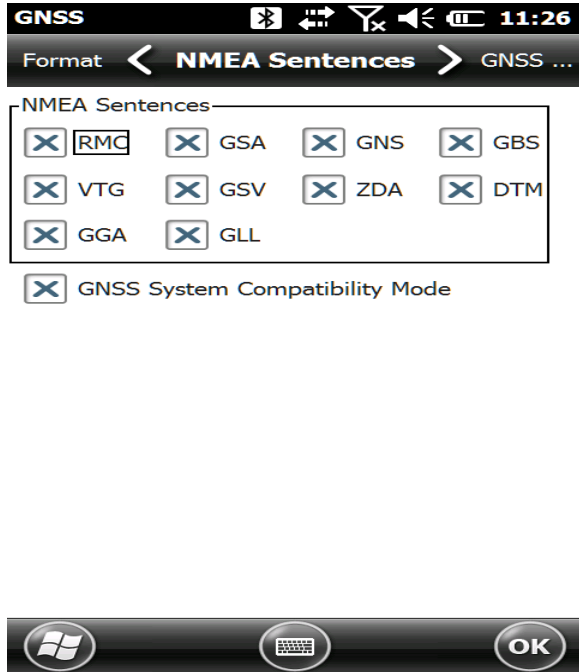 GNSS 11:26
Format NMEA Sentences GNSS ...
NMEA Sentences
RMC GSA GNS GBS
VTG GSV ZDA DTM
GGA GLL
GNSS System Compatibility Mode
OK